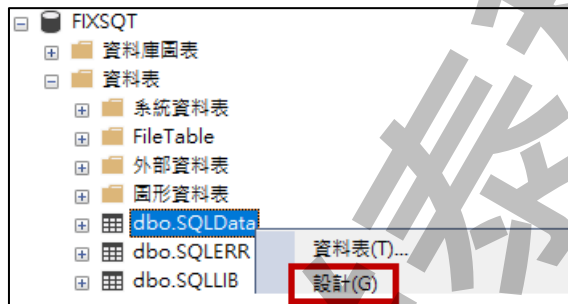 FIXSQT
資料庫圖表
資料表
系統資料表
FileTable
外部資料表
圖形資料表
dbo.SQLData
dbo.SQLERR
資料表(T)...
dbo.SQLLIB
設計(G)